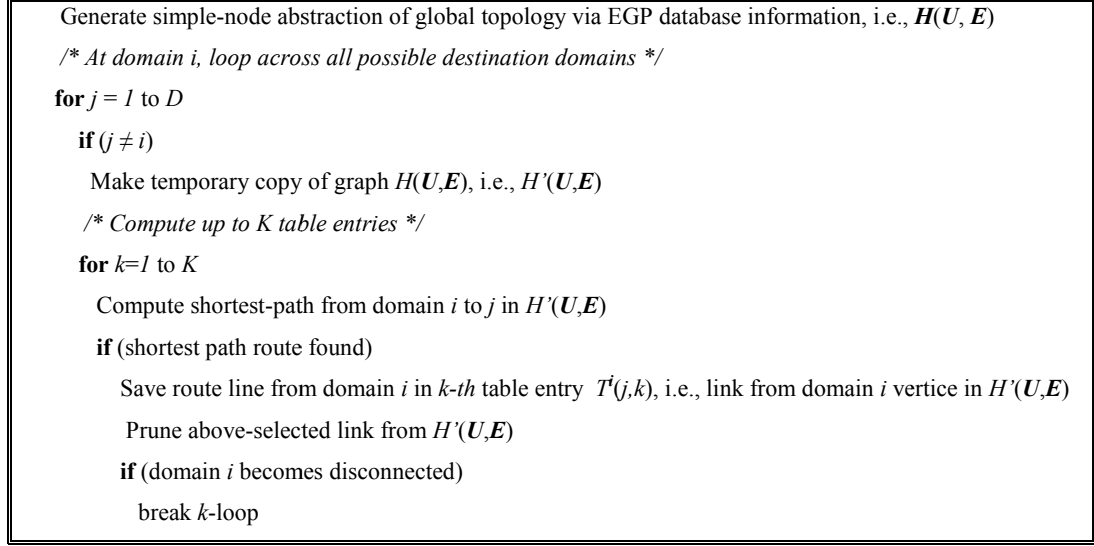 Generate simple-node abstraction of global topology via EGP database information, i.e., H(U, E)
/* At domain i, loop across all possible destination domains */
for j = 1 to D
if (j ≠ i)
Make temporary copy of graph H(U,E), i.e., H’(U,E)
/* Compute up to K table entries */
for k=1 to K
Compute shortest-path from domain i to j in H’(U,E)
if (shortest path route found)
Save route line from domain i in k-th table entry Tⁱ(j,k), i.e., link from domain i vertice in H’(U,E)
Prune above-selected link from H’(U,E)
if (domain i becomes disconnected)
break k-loop